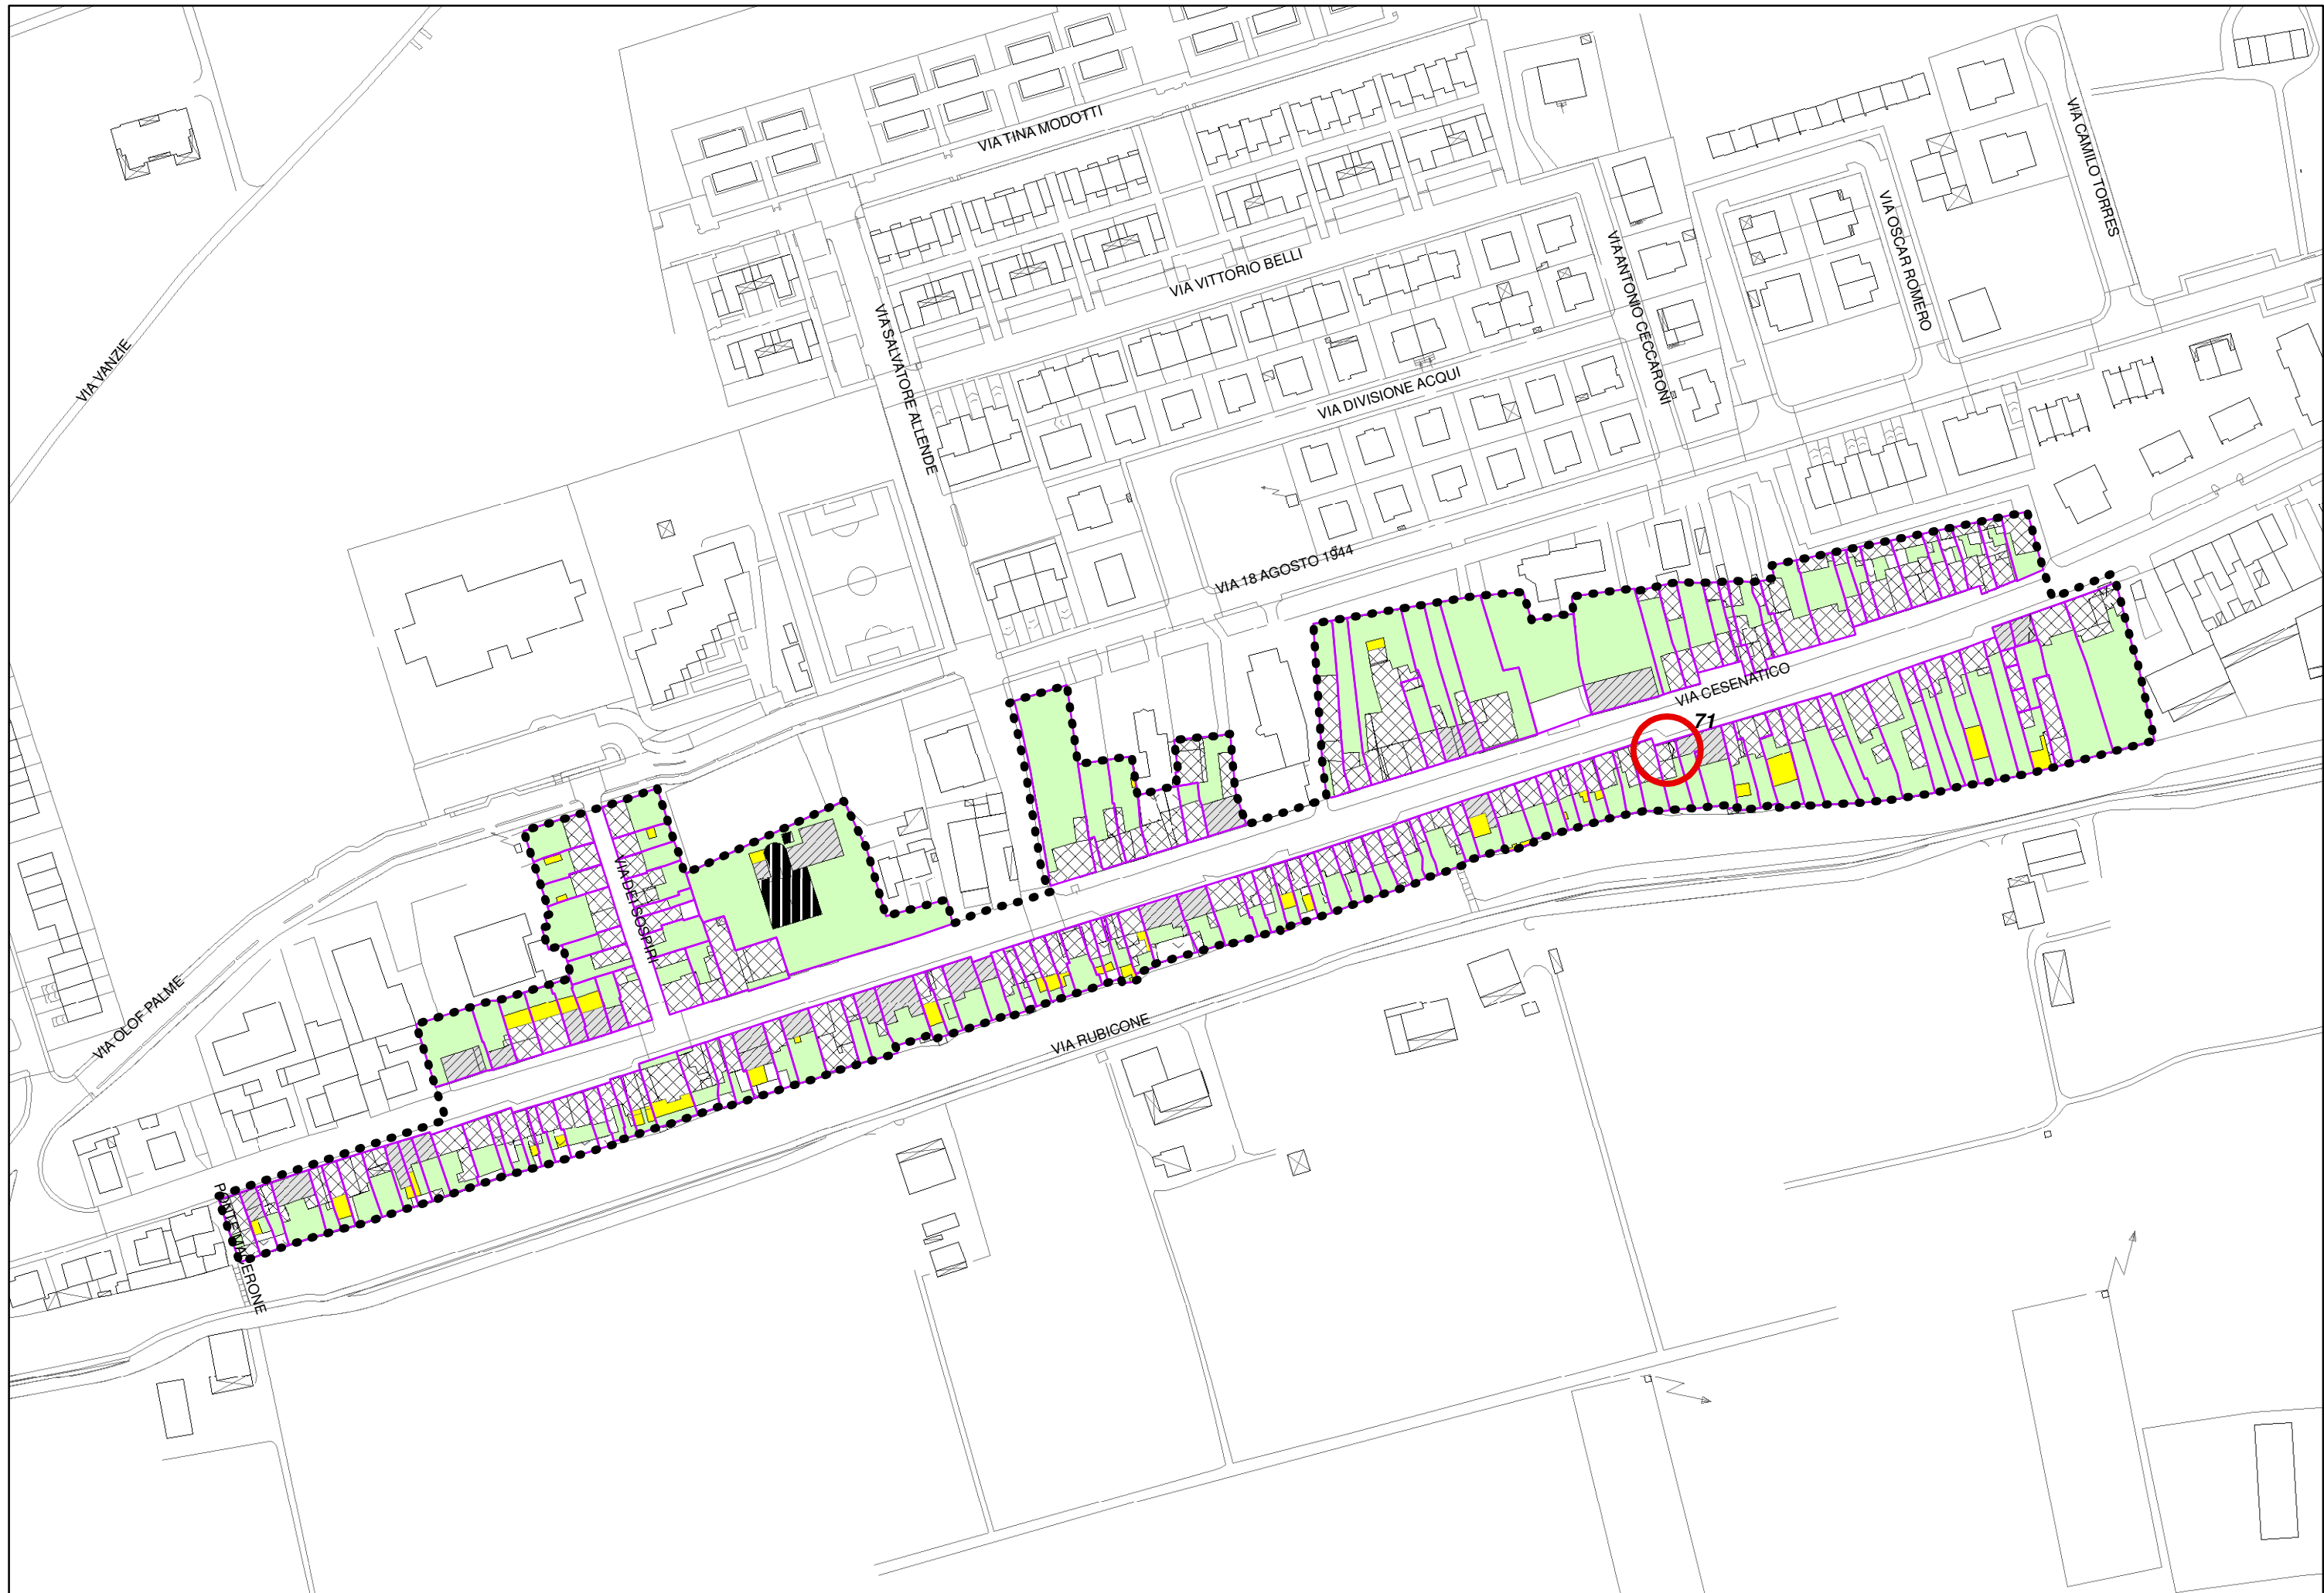 VIA TINA MODOTTI
VIA CAMILO TORRES
VIA OSCAR ROMERO
VIA ANTONIO CECCARONI
VIA VITTORIO BELLI
VIA SALVATORE ALLENDE
VIA VANZIE
VIA DIVISIONE ACQUI
VIA 18 AGOSTO 1944
VIA CESENATICO
71
VIA DEI SOSPIRI
VIA OLOF PALME
VIA RUBICONE
PONTE MACERONE